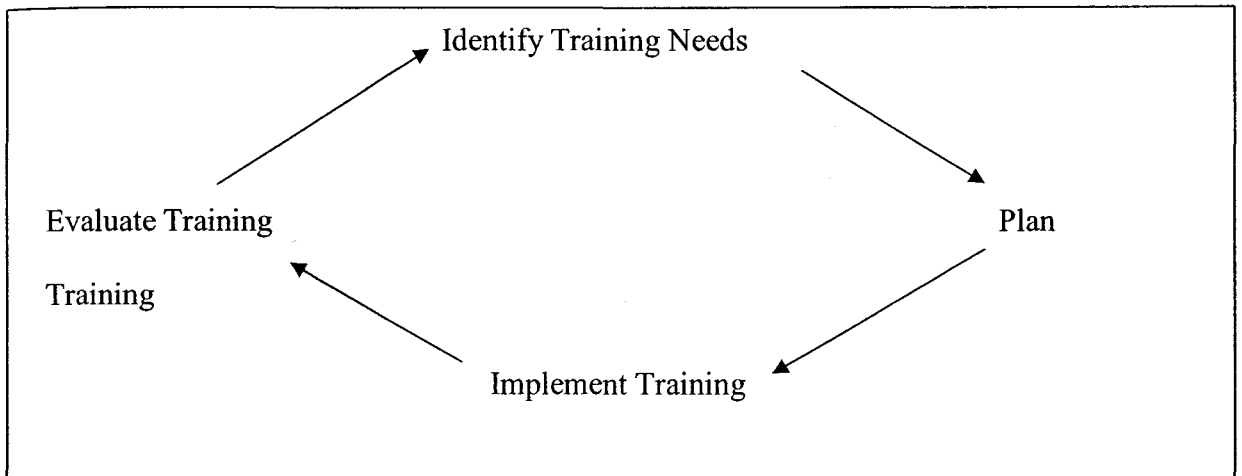 Identify Training Needs
Evaluate Training
Plan
Training
Implement Training